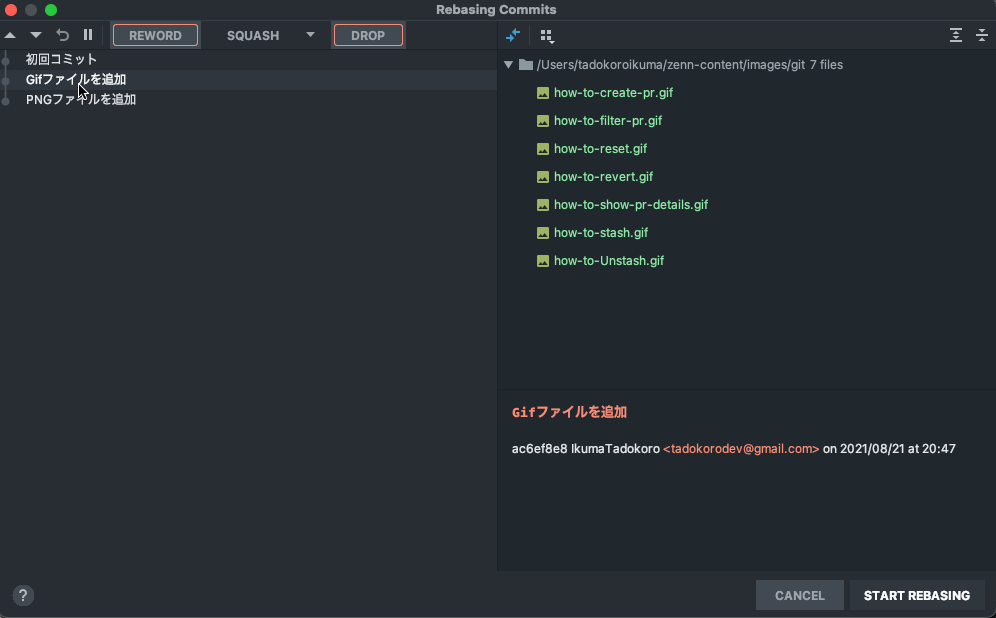 Rebasing Commits
REWORD SQUASH DROP
初回コミット
Gifファイルを追加
PNGファイルを追加
/Users/tadokoroikuma/zenn-content/images/git 7 files
how-to-create-pr.gif
how-to-filter-pr.gif
how-to-reset.gif
how-to-revert.gif
how-to-show-pr-details.gif
how-to-stash.gif
how-to-Unstash.gif
Gifファイルを追加
ac6ef8e8 IkumaTadokoro <tadokorodev@gmail.com> on 2021/08/21 at 20:47
?
CANCEL START REBASING